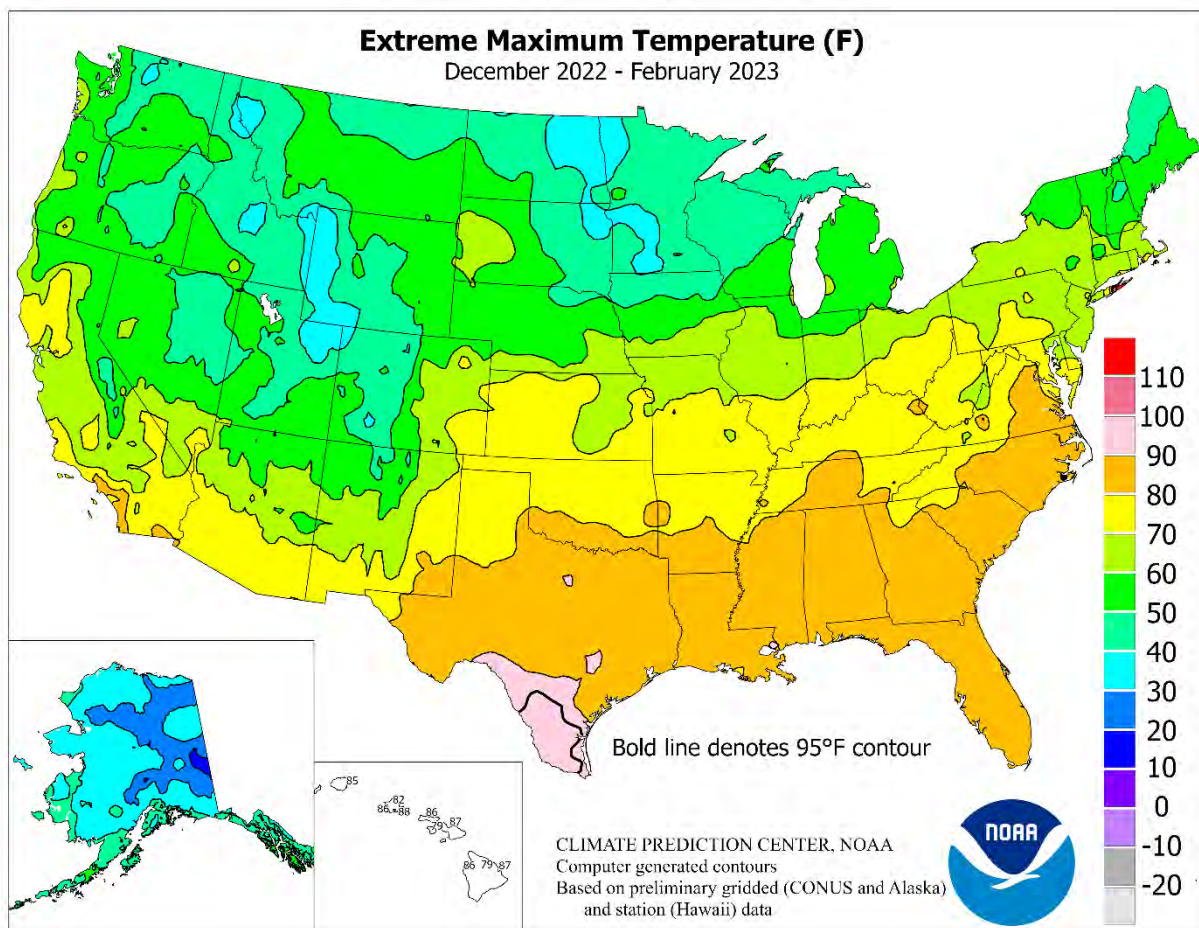 Extreme Maximum Temperature (F)
December 2022 - February 2023
110
100
90
80
70
60
50
40
30
20
10
0
-10
-20
Bold line denotes 95°F contour
85
82
86
88
86
79
87
86 79 87
CLIMATE PREDICTION CENTER, NOAA
Computer generated contours
Based on preliminary gridded (CONUS and Alaska)
and station (Hawaii) data
NOAA